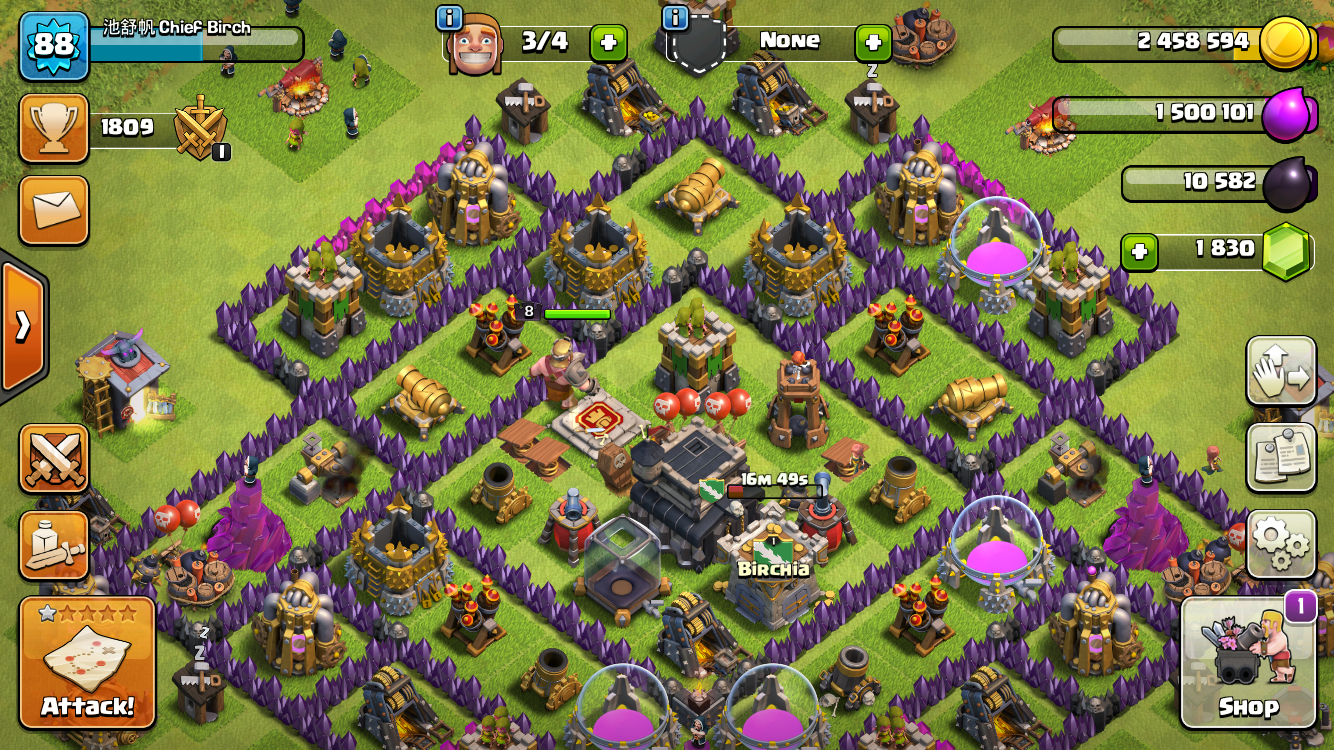 88
池舒帆 Chief Birch
3/4
None
2 458 594
Z
1809
I
1 500 101
10 582
1 830
8
16M 49s
1
Birchia
Z
Z
Attack!
1
Shop